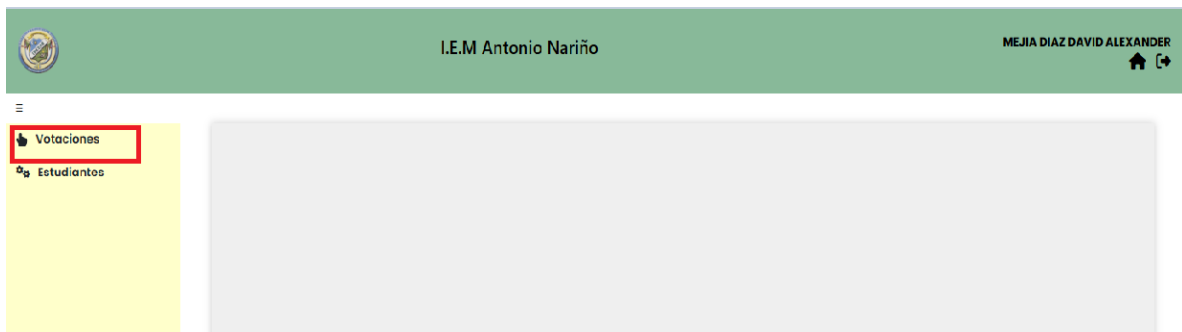 I.E.M Antonio Nariño
MEJIA DIAZ DAVID ALEXANDER
Votaciones
Estudiantes